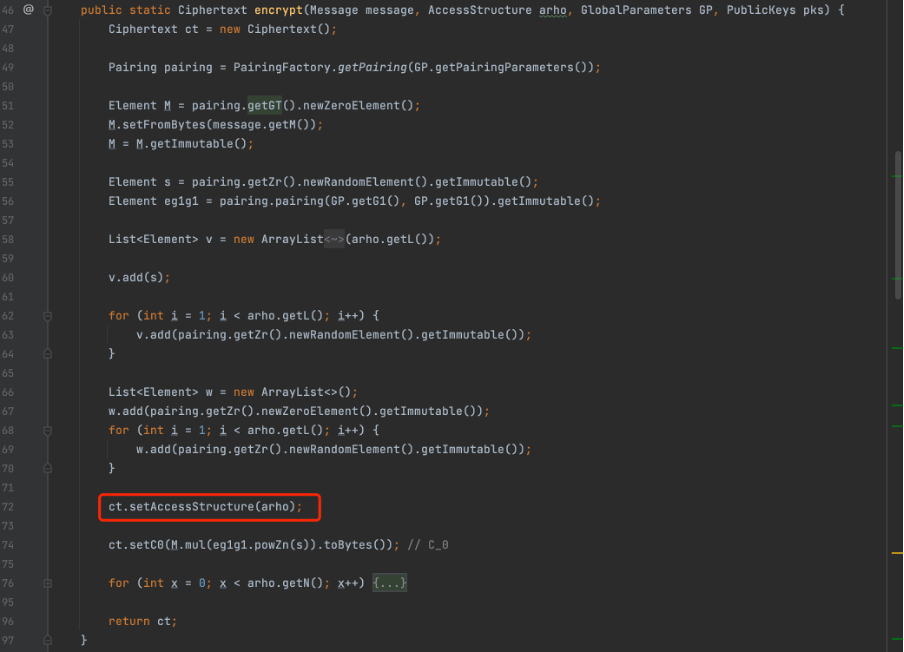 46 @ public static Ciphertext encrypt(Message message, AccessStructure arho, GlobalParameters GP, PublicKeys pks) {
47 Ciphertext ct = new Ciphertext();
48
49 Pairing pairing = PairingFactory.getPairing(GP.getPairingParameters());
50
51 Element M = pairing.getGT().newZeroElement();
52 M.setFromBytes(message.getM());
53 M = M.getImmutable();
54
55 Element s = pairing.getZr().newRandomElement().getImmutable();
56 Element eg1g1 = pairing.pairing(GP.getG1(), GP.getG1()).getImmutable();
57
58 List<Element> v = new ArrayList<~>(arho.getL());
59
60 v.add(s);
61
62 for (int i = 1; i < arho.getL(); i++) {
63 v.add(pairing.getZr().newRandomElement().getImmutable());
64 }
65
66 List<Element> w = new ArrayList<>();
67 w.add(pairing.getZr().newZeroElement().getImmutable());
68 for (int i = 1; i < arho.getL(); i++) {
69 w.add(pairing.getZr().newRandomElement().getImmutable());
70 }
71
72 ct.setAccessStructure(arho);
73
74 ct.setC0(M.mul(eg1g1.powZn(s)).toBytes()); // C_0
75
76 for (int x = 0; x < arho.getN(); x++) {...}
95
96 return ct;
97 }